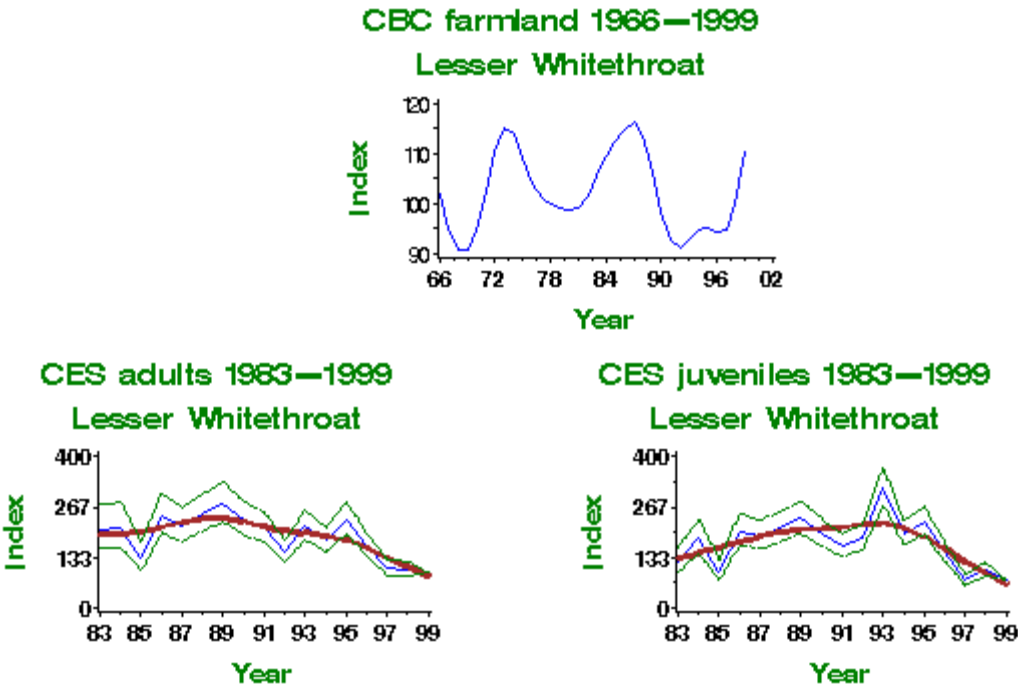 CBC farmland 1966—1999
Lesser Whitethroat
120
110
100
90
Index
66 72 78 84 90 96 02
Year
CES adults 1983—1999
Lesser Whitethroat
400
267
133
0
Index
83 85 87 89 91 93 95 97 99
Year
CES juveniles 1983—1999
Lesser Whitethroat
400
267
133
0
Index
83 85 87 89 91 93 95 97 99
Year